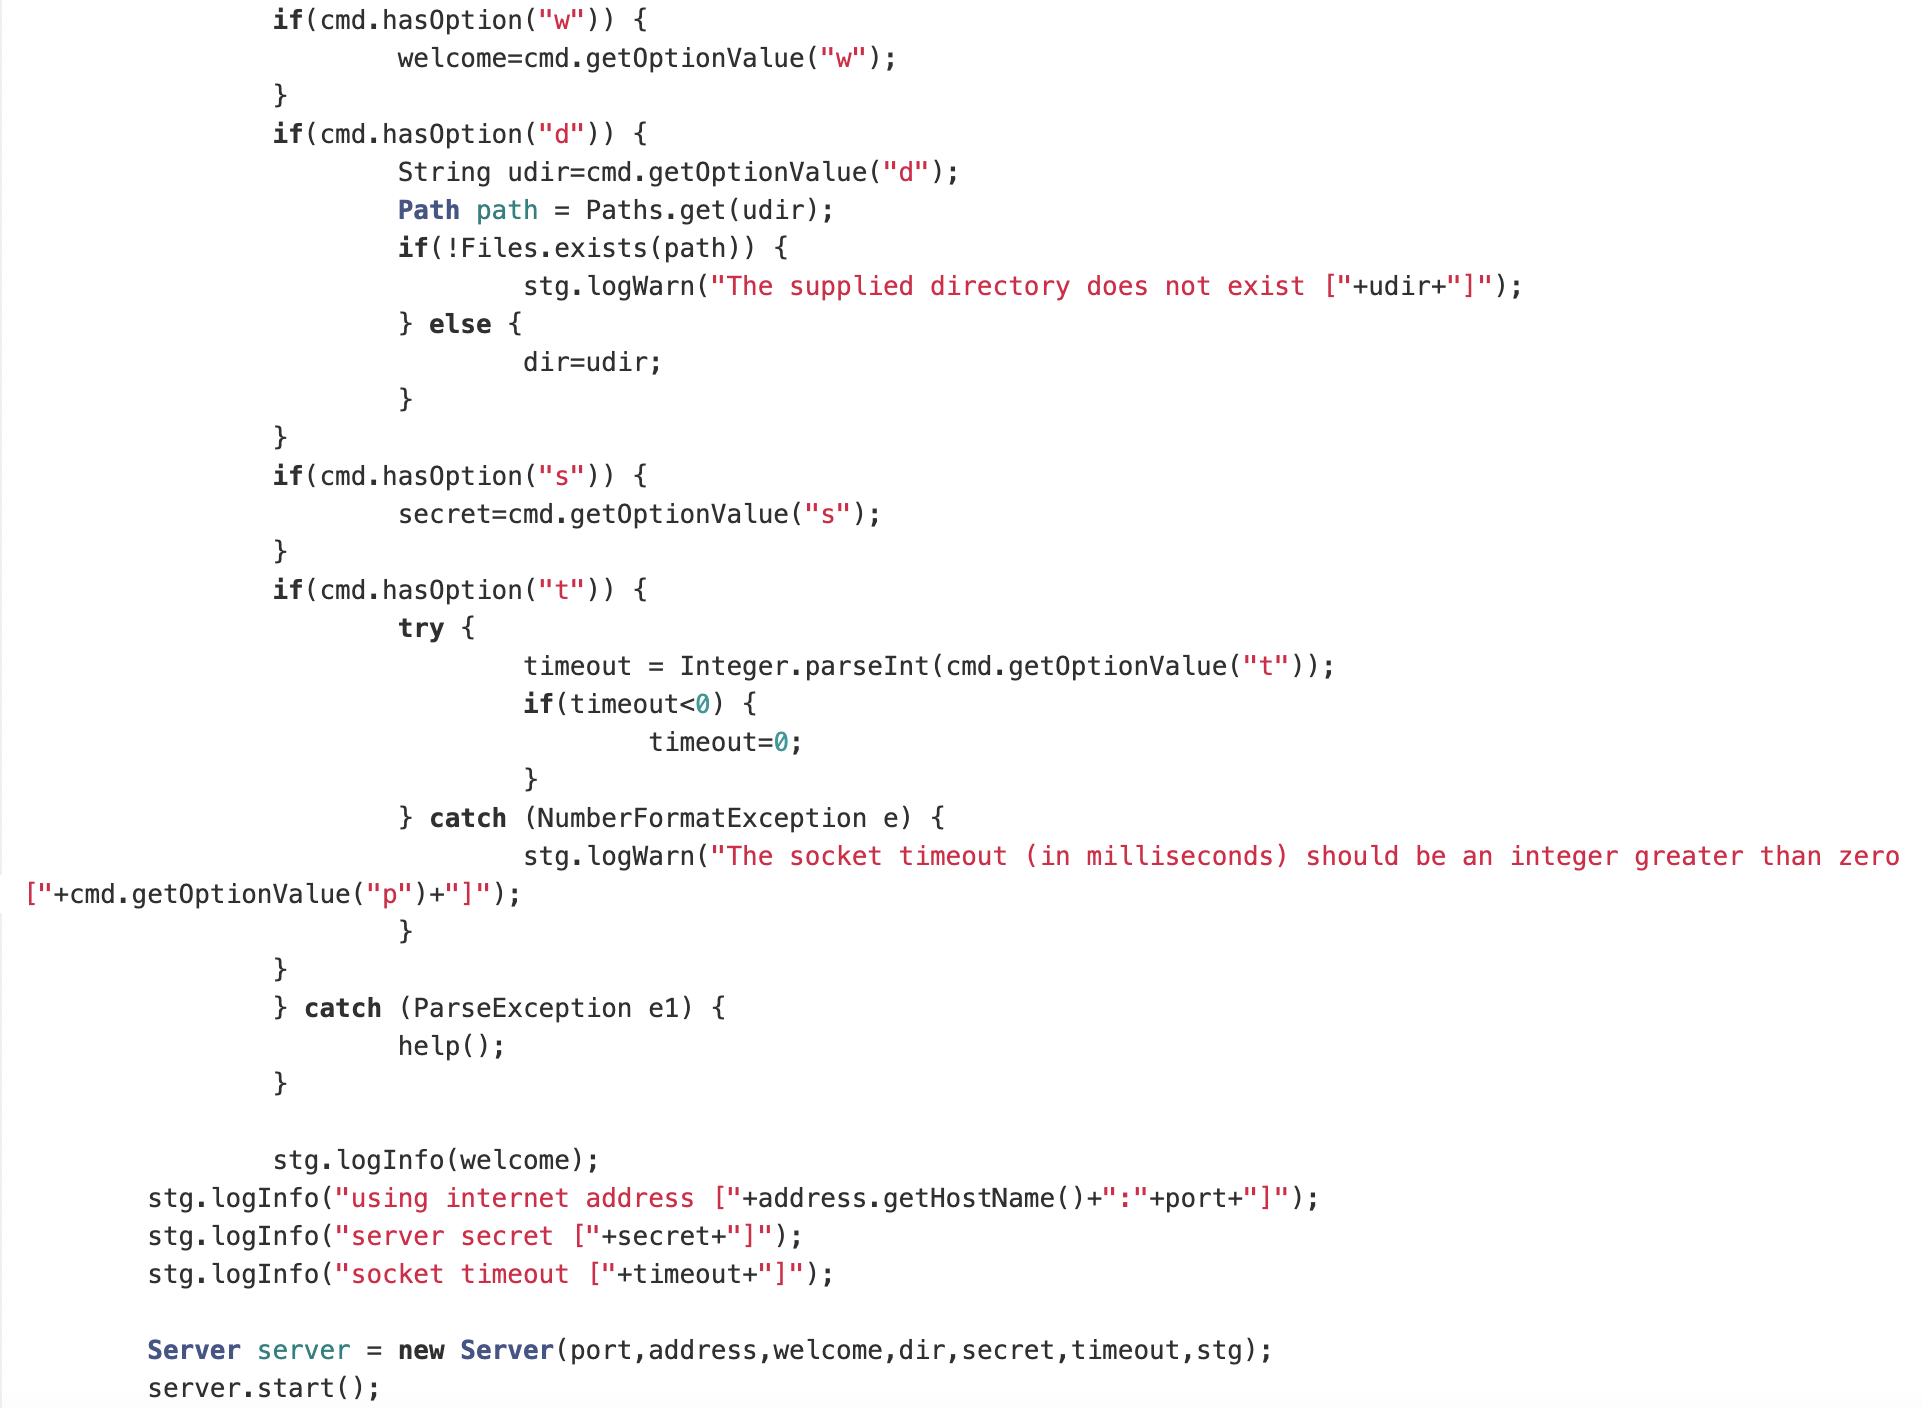 if(cmd.hasOption("w")) {
welcome=cmd.getOptionValue("w");
}
if(cmd.hasOption("d")) {
String udir=cmd.getOptionValue("d");
Path path = Paths.get(udir);
if(!Files.exists(path)) {
stg.logWarn("The supplied directory does not exist ["+udir+"]");
} else {
dir=udir;
}
}
if(cmd.hasOption("s")) {
secret=cmd.getOptionValue("s");
}
if(cmd.hasOption("t")) {
try {
timeout = Integer.parseInt(cmd.getOptionValue("t"));
if(timeout<0) {
timeout=0;
}
} catch (NumberFormatException e) {
stg.logWarn("The socket timeout (in milliseconds) should be an integer greater than zero
["+cmd.getOptionValue("p")+"]");
}
}
} catch (ParseException e1) {
help();
}
stg.logInfo(welcome);
stg.logInfo("using internet address ["+address.getHostName()+":"+port+"]");
stg.logInfo("server secret ["+secret+"]");
stg.logInfo("socket timeout ["+timeout+"]");
Server server = new Server(port,address,welcome,dir,secret,timeout,stg);
server.start();